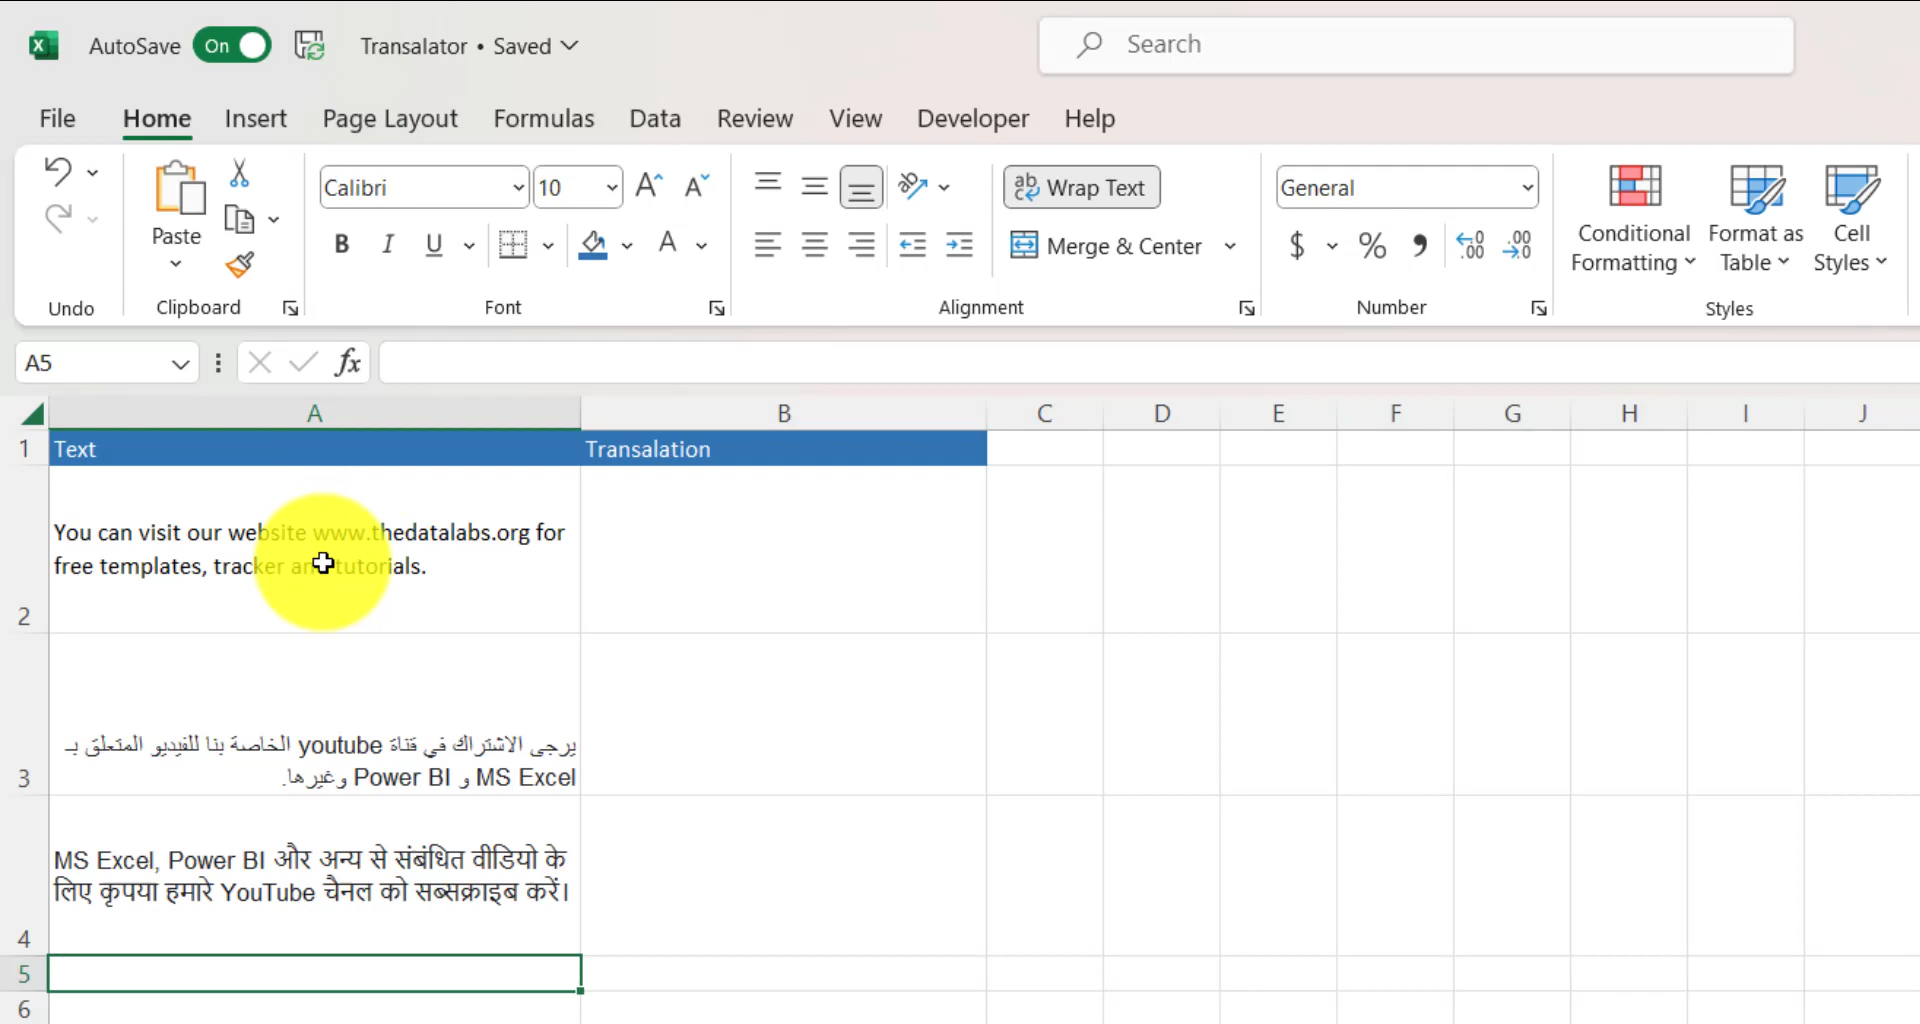 AutoSave On Transalator • Saved Search
File Home Insert Page Layout Formulas Data Review View Developer Help
Calibri 10 Wrap Text General
Paste B I U A Merge & Center $ % , .00 .00 Conditional Formatting Format as Table Cell Styles
Undo Clipboard Font Alignment Number Styles
A5 fx
A B C D E F G H I J
1 Text Transalation
You can visit our website www.thedatalabs.org for
free templates, tracker and tutorials.
2
يرجى الاشتراك في قناة youtube الخاصة بنا للفيديو المتعلق بـ
MS Excel و Power BI وغيرها.
3
MS Excel, Power BI और अन्य से संबंधित वीडियो के
लिए कृपया हमारे YouTube चैनल को सब्सक्राइब करें।
4
5
6